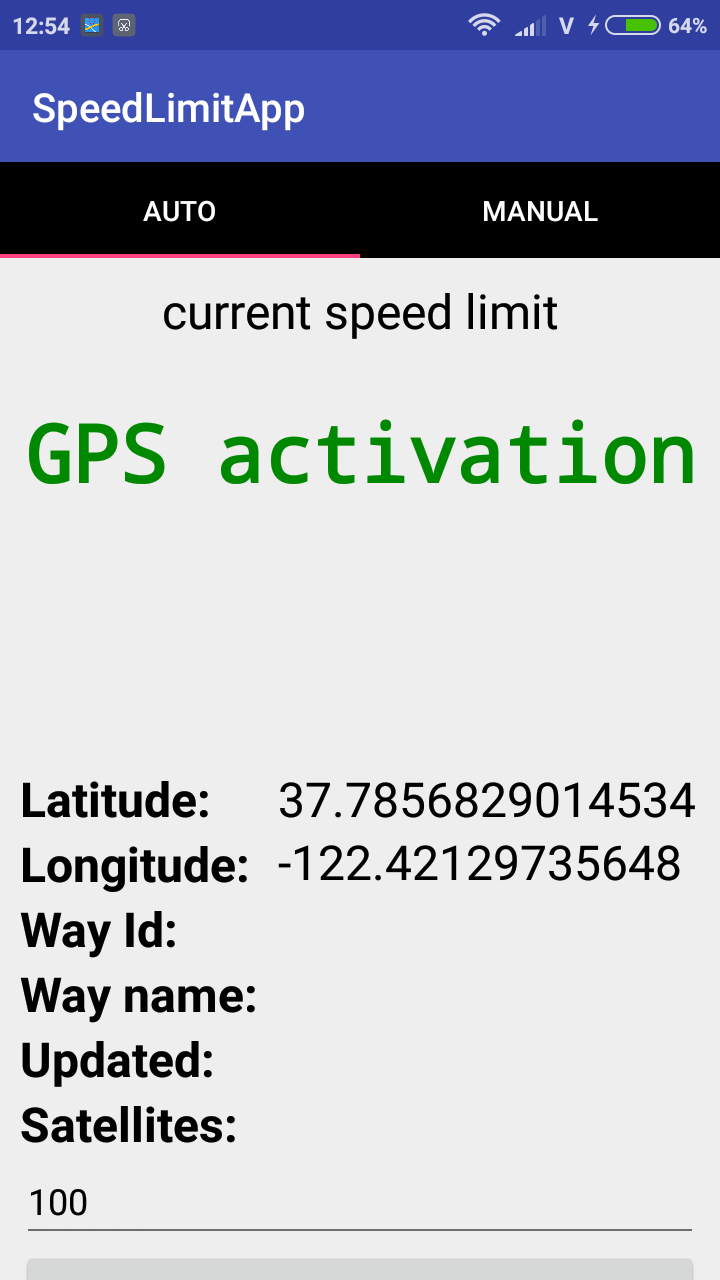 12:54 V 64%
SpeedLimitApp
AUTO MANUAL
current speed limit
GPS activation
Latitude: 37.7856829014534
Longitude: -122.42129735648
Way Id:
Way name:
Updated:
Satellites:
100